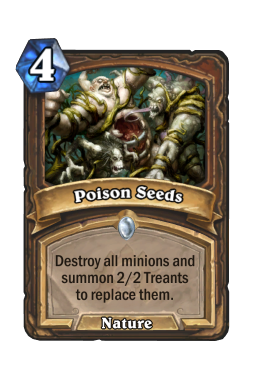 4
Poison Seeds
Destroy all minions and
summon 2/2 Treants
to replace them.
Nature